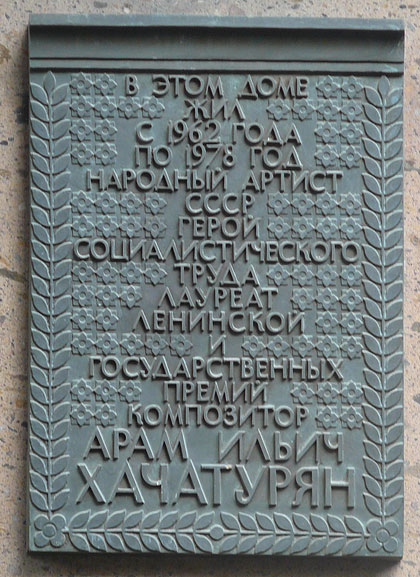 В ЭТОМ ДОМЕ
ЖИЛ
С 1962 ГОДА
ПО 1978 ГОД
НАРОДНЫЙ АРТИСТ
СССР
ГЕРОЙ
СОЦИАЛИСТИЧЕСКОГО
ТРУДА
ЛАУРЕАТ
ЛЕНИНСКОЙ
И
ГОСУДАРСТВЕННЫХ
ПРЕМИЙ
КОМПОЗИТОР
АРАМ ИЛЬИЧ
ХАЧАТУРЯН